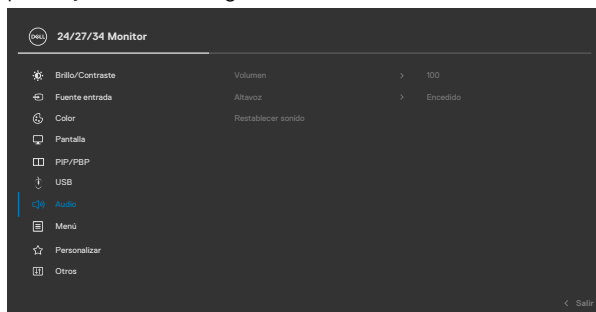 DELL 24/27/34 Monitor
Brillo/Contraste Volumen > 100
Fuente entrada Altavoz > Encedido
Color Restablecer sonido
Pantalla
PIP/PBP
USB
Audio
Menú
Personalizar
Otros
< Salir